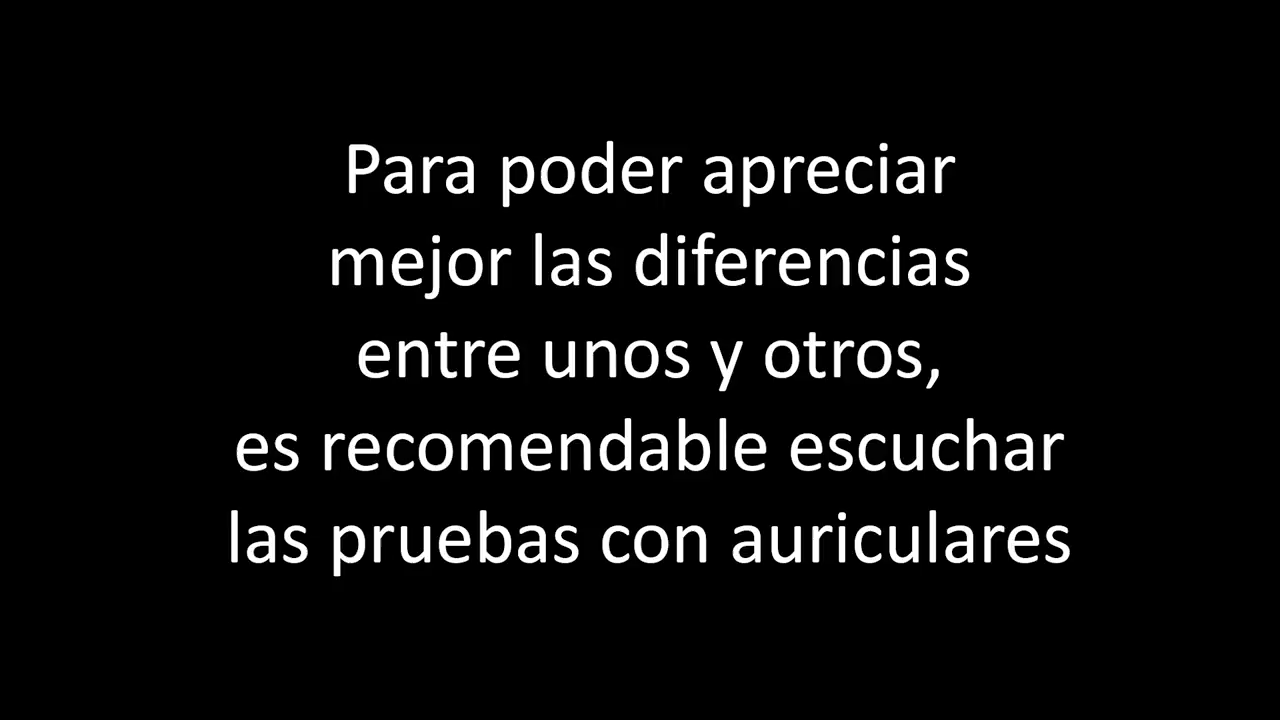 Para poder apreciar
mejor las diferencias
entre unos y otros,
es recomendable escuchar
las pruebas con auriculares